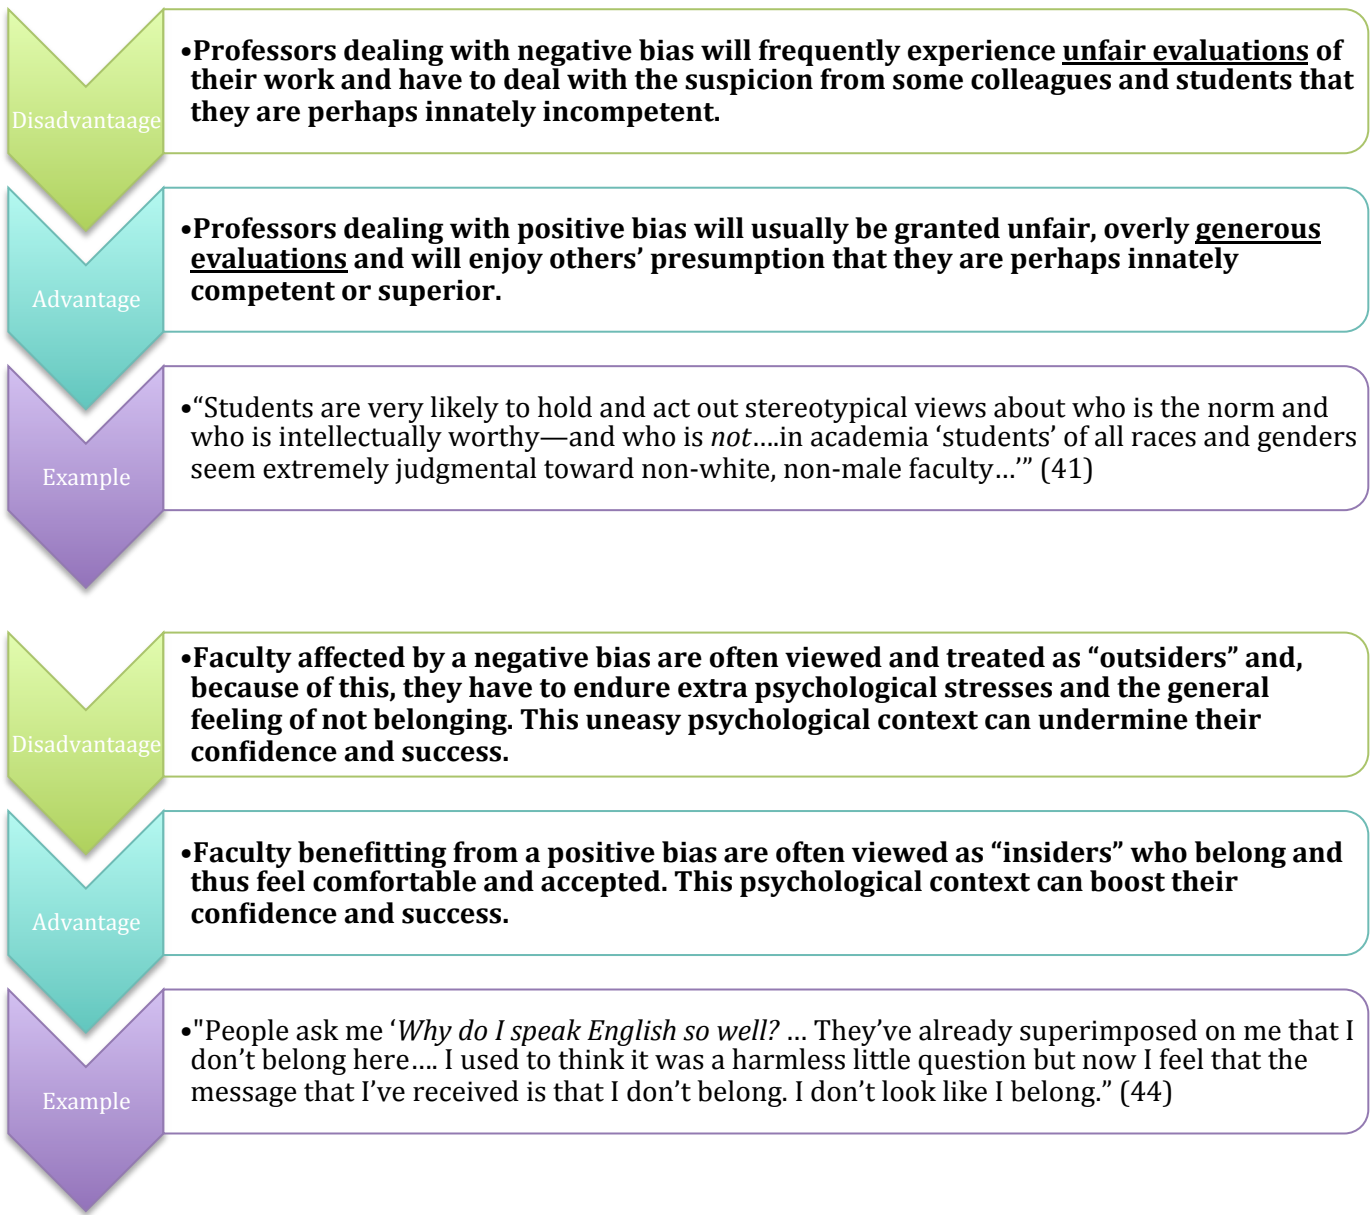 •Professors dealing with negative bias will frequently experience unfair evaluations of
their work and have to deal with the suspicion from some colleagues and students that
they are perhaps innately incompetent.
Disadvantaage
•Professors dealing with positive bias will usually be granted unfair, overly generous
evaluations and will enjoy others’ presumption that they are perhaps innately
competent or superior.
Advantage
•“Students are very likely to hold and act out stereotypical views about who is the norm and
who is intellectually worthy—and who is not….in academia ‘students’ of all races and genders
seem extremely judgmental toward non-white, non-male faculty…’” (41)
Example
•Faculty affected by a negative bias are often viewed and treated as “outsiders” and,
because of this, they have to endure extra psychological stresses and the general
feeling of not belonging. This uneasy psychological context can undermine their
confidence and success.
Disadvantaage
•Faculty benefitting from a positive bias are often viewed as “insiders” who belong and
thus feel comfortable and accepted. This psychological context can boost their
confidence and success.
Advantage
•"People ask me ‘Why do I speak English so well? … They’ve already superimposed on me that I
don’t belong here…. I used to think it was a harmless little question but now I feel that the
message that I’ve received is that I don’t belong. I don’t look like I belong.” (44)
Example